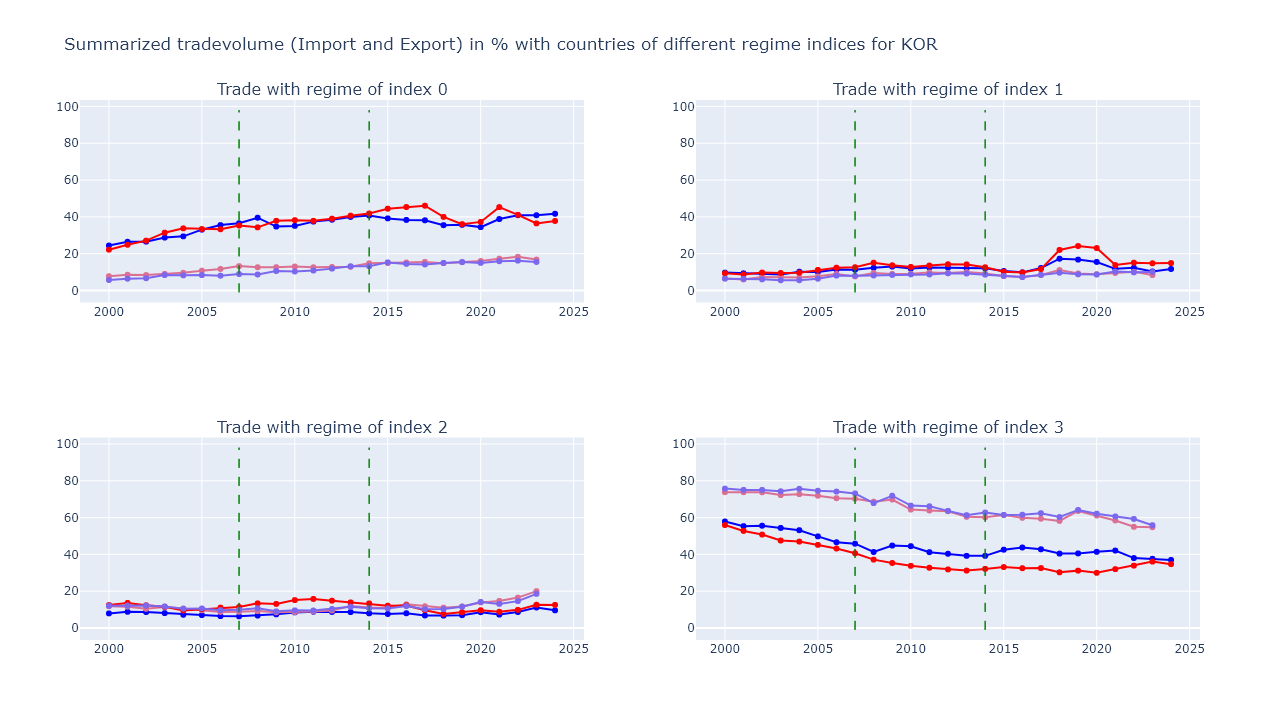 Summarized tradevolume (Import and Export) in % with countries of different regime indices for KOR
Trade with regime of index 0
Trade with regime of index 1
100
80
60
40
20
0
2000 2005 2010 2015 2020 2025
100
80
60
40
20
0
2000 2005 2010 2015 2020 2025
Trade with regime of index 2
Trade with regime of index 3
100
80
60
40
20
0
2000 2005 2010 2015 2020 2025
100
80
60
40
20
0
2000 2005 2010 2015 2020 2025